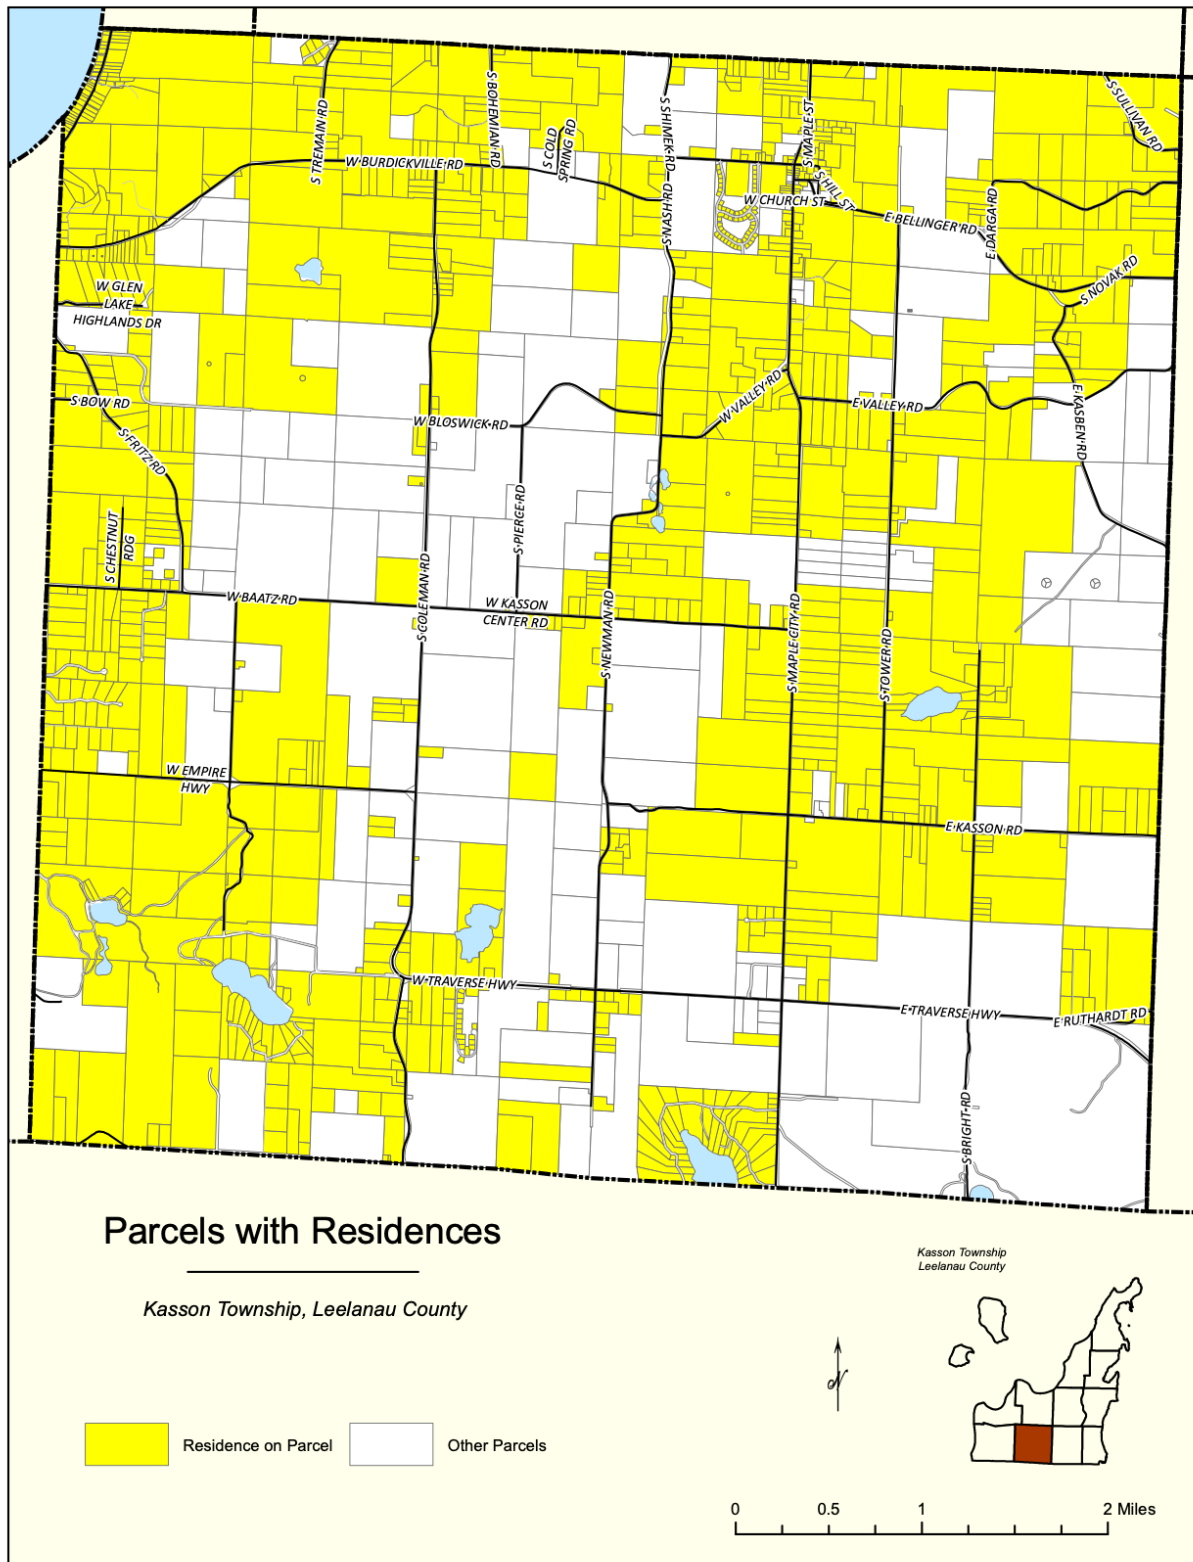 S SULLIVAN RD
S BOHEMIAN RD
S TREMAIN RD
S COLD
SPRING RD
S SHIMEK RD
S MAPLE ST
W BURDICKVILLE RD
S HILL ST
W CHURCH ST
S NASH RD
E BELLINGER RD
E DARGA RD
S NOVAK RD
W GLEN
LAKE
HIGHLANDS DR
S BOW RD
S FRITZ RD
W BLOSWICK RD
W VALLEY RD
E VALLEY RD
E KASBEN RD
S PIERCE RD
S CHESTNUT
RDG
W BAATZ RD
S COLEMAN RD
W KASSON
CENTER RD
S NEWMAN RD
S MAPLE CITY RD
S TOWER RD
W EMPIRE
HWY
E KASSON RD
W TRAVERSE HWY
E TRAVERSE HWY
E RUTHARDT RD
S BRIGHT RD
Parcels with Residences
Kasson Township, Leelanau County
Kasson Township
Leelanau County
N
Residence on Parcel
Other Parcels
0 0.5 1 2 Miles